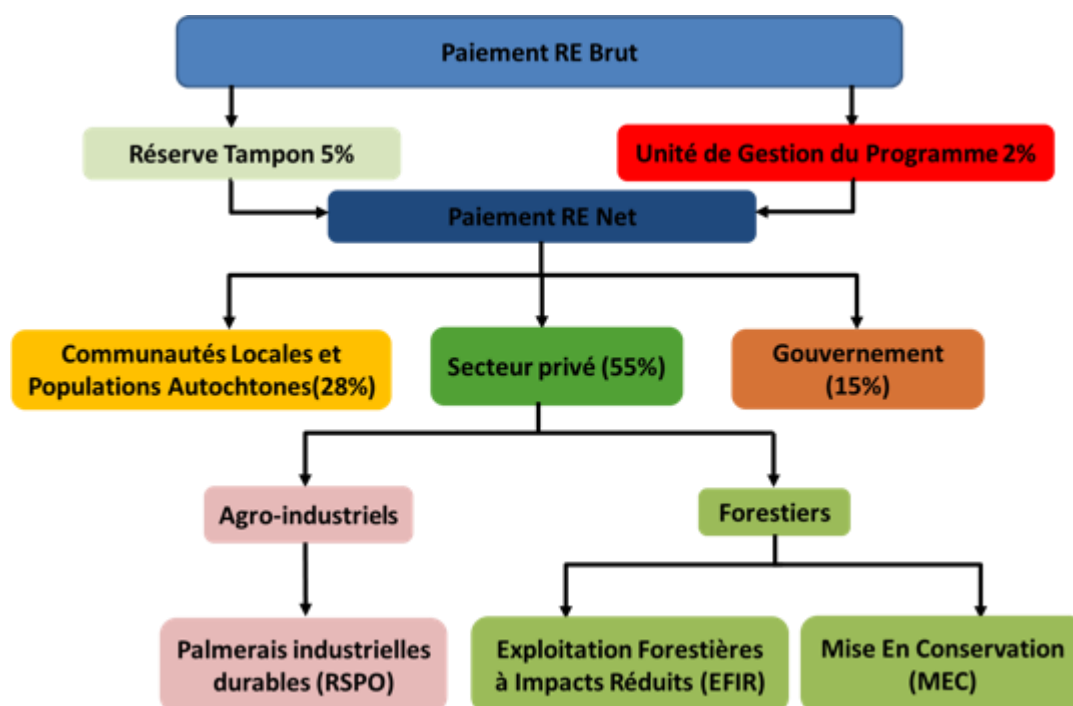 Paiement RE Brut
Réserve Tampon 5%
Unité de Gestion du Programme 2%
Paiement RE Net
Communautés Locales et
Populations Autochtones(28%)
Secteur privé (55%)
Gouvernement
(15%)
Agro-industriels
Forestiers
Palmerais industrielles
durables (RSPO)
Exploitation Forestières
à Impacts Réduits (EFIR)
Mise En Conservation
(MEC)